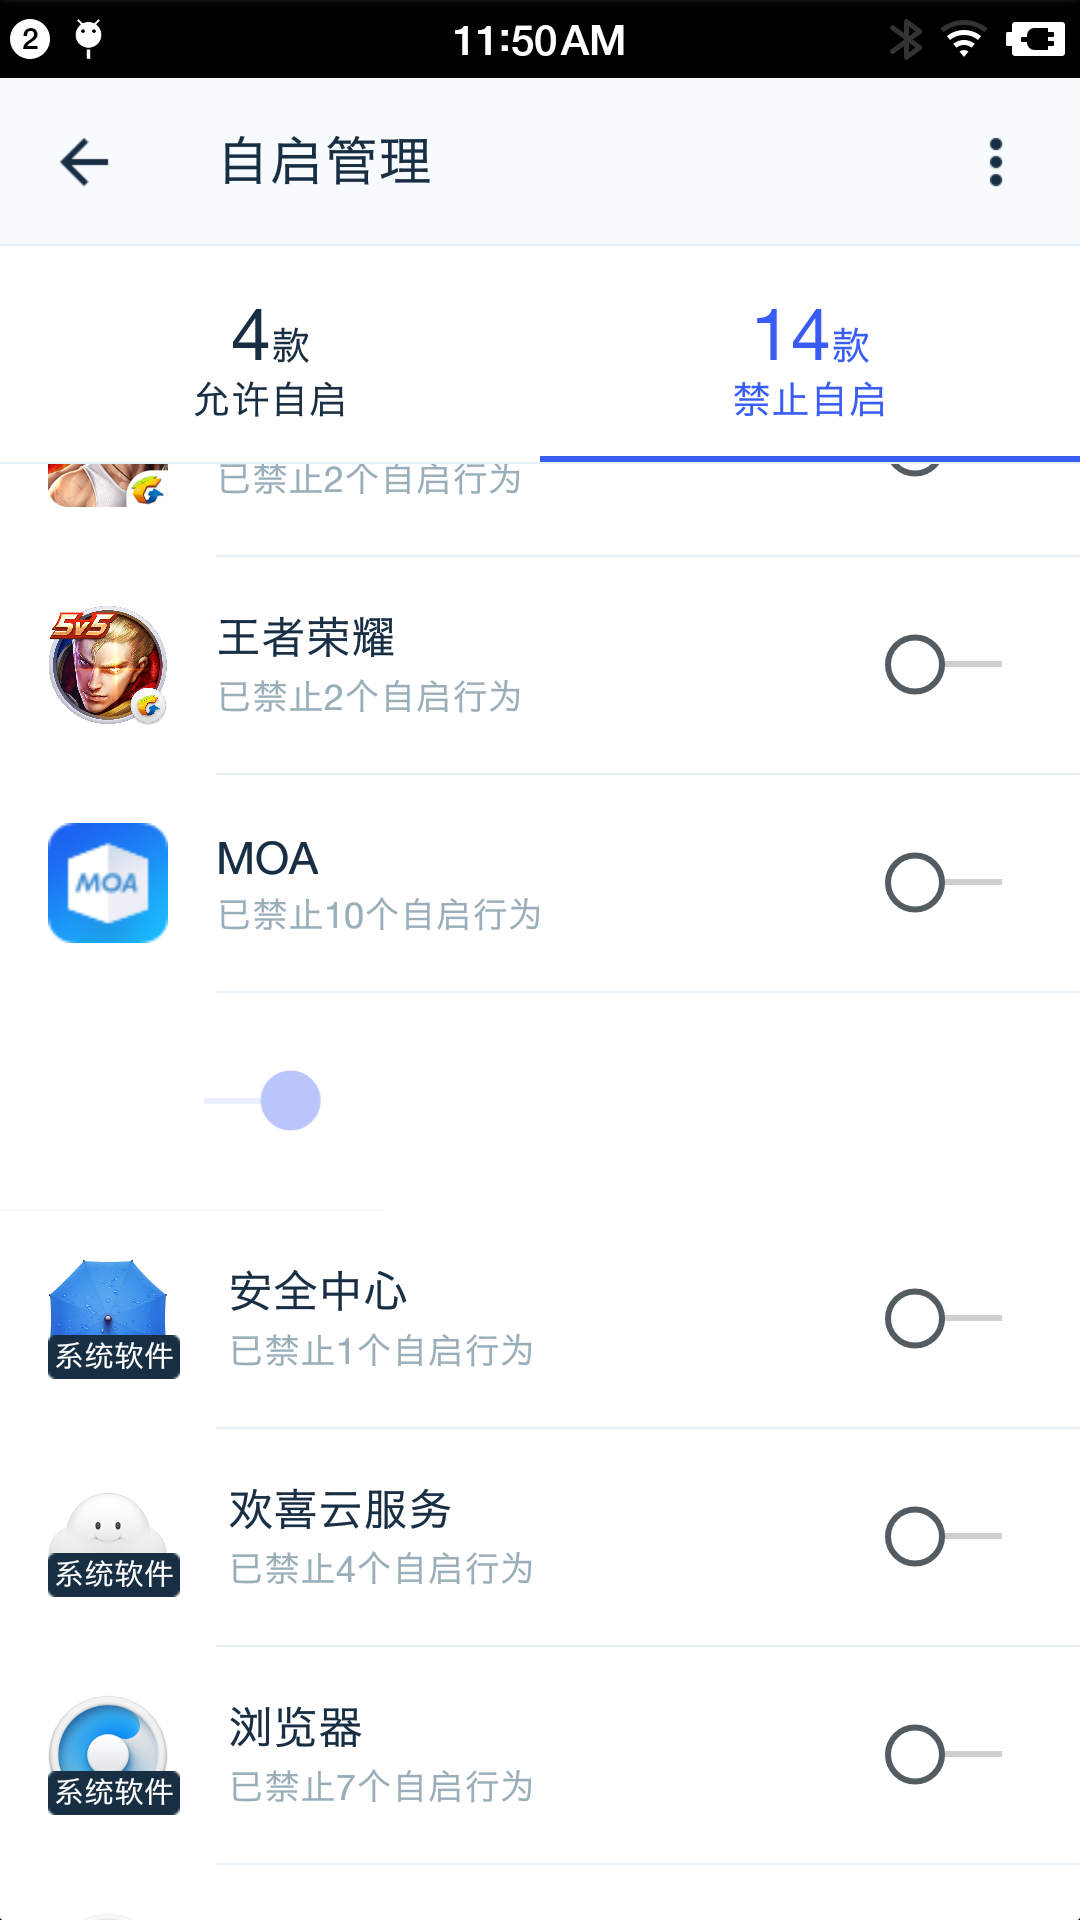 2
11:50AM
自启管理
4款
允许自启
14款
禁止自启
已禁止2个自启行为
5v5
王者荣耀
已禁止2个自启行为
MOA
MOA
已禁止10个自启行为
安全中心
系统软件
已禁止1个自启行为
欢喜云服务
系统软件
已禁止4个自启行为
浏览器
系统软件
已禁止7个自启行为